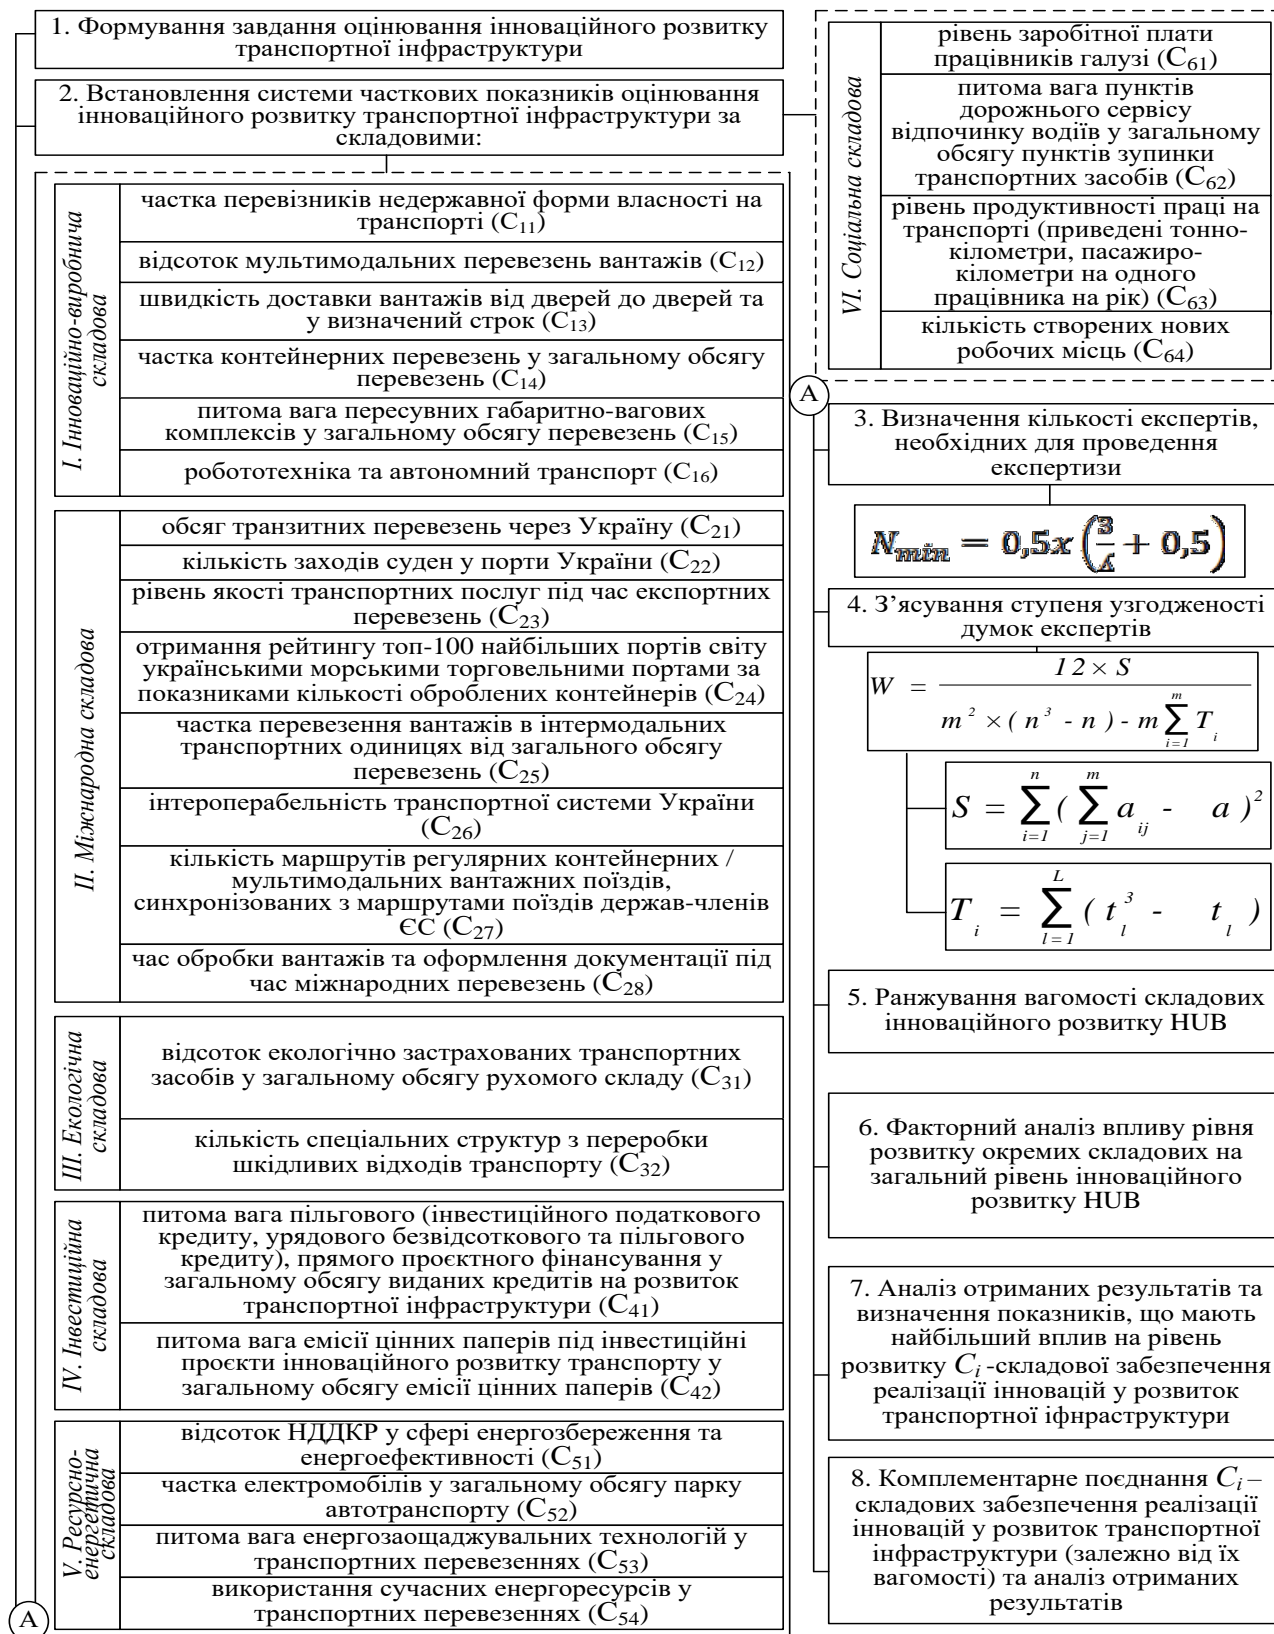 1. Формування завдання оцінювання інноваційного розвитку
транспортної інфраструктури
2. Встановлення системи часткових показників оцінювання
інноваційного розвитку транспортної інфраструктури за
складовими:
I. Інноваційно-виробнича
складова
частка перевізників недержавної форми власності на
транспорті (C₁₁)
відсоток мультимодальних перевезень вантажів (C₁₂)
швидкість доставки вантажів від дверей до дверей та
у визначений строк (C₁₃)
частка контейнерних перевезень у загальному обсягу
перевезень (C₁₄)
питома вага пересувних габаритно-вагових
комплексів у загальному обсягу перевезень (C₁₅)
робототехніка та автономний транспорт (C₁₆)
II. Міжнародна складова
обсяг транзитних перевезень через Україну (C₂₁)
кількість заходів суден у порти України (C₂₂)
рівень якості транспортних послуг під час експортних
перевезень (C₂₃)
отримання рейтингу топ-100 найбільших портів світу
українськими морськими торговельними портами за
показниками кількості оброблених контейнерів (C₂₄)
частка перевезення вантажів в інтермодальних
транспортних одиницях від загального обсягу
перевезень (C₂₅)
інтероперабельність транспортної системи України
(C₂₆)
кількість маршрутів регулярних контейнерних /
мультимодальних вантажних поїздів,
синхронізованих з маршрутами поїздів держав-членів
ЄС (C₂₇)
час обробки вантажів та оформлення документації під
час міжнародних перевезень (C₂₈)
III. Екологічна
складова
відсоток екологічно застрахованих транспортних
засобів у загальному обсягу рухомого складу (C₃₁)
кількість спеціальних структур з переробки
шкідливих відходів транспорту (C₃₂)
IV. Інвестиційна
складова
питома вага пільгового (інвестиційного податкового
кредиту, урядового безвідсоткового та пільгового
кредиту), прямого проєктного фінансування у
загальному обсягу виданих кредитів на розвиток
транспортної інфраструктури (C₄₁)
питома вага емісії цінних паперів під інвестиційні
проєкти інноваційного розвитку транспорту у
загальному обсягу емісії цінних паперів (C₄₂)
V. Ресурсно-
енергетична
складова
відсоток НДДКР у сфері енергозбереження та
енергоефективності (C₅₁)
частка електромобілів у загальному обсягу парку
автотранспорту (C₅₂)
питома вага енергозаощаджувальних технологій у
транспортних перевезеннях (C₅₃)
використання сучасних енергоресурсів у
транспортних перевезеннях (C₅₄)
A
VI. Соціальна складова
рівень заробітної плати
працівників галузі (C₆₁)
питома вага пунктів
дорожнього сервісу
відпочинку водіїв у загальному
обсягу пунктів зупинки
транспортних засобів (C₆₂)
рівень продуктивності праці на
транспорті (приведені тонно-
кілометри, пасажиро-
кілометри на одного
працівника на рік) (C₆₃)
кількість створених нових
робочих місць (C₆₄)
A
3. Визначення кількості експертів,
необхідних для проведення
експертизи
N_min = 0,5x(3/ + 0,5)
4. З’ясування ступеня узгодженості
думок експертів
W = 12 × S / m² × ( n³ - n ) - m ∑_{i=1}^{m} T_i
S = ∑_{i=1}^{n} ( ∑_{j=1}^{m} a_ij - a )²
T_i = ∑_{l=1}^{L} ( t_l³ - t_l )
5. Ранжування вагомості складових
інноваційного розвитку HUB
6. Факторний аналіз впливу рівня
розвитку окремих складових на
загальний рівень інноваційного
розвитку HUB
7. Аналіз отриманих результатів та
визначення показників, що мають
найбільший вплив на рівень
розвитку C_i -складової забезпечення
реалізації інновацій у розвиток
транспортної іфнраструктури
8. Комплементарне поєднання C_i –
складових забезпечення реалізації
інновацій у розвиток транспортної
інфраструктури (залежно від їх
вагомості) та аналіз отриманих
результатів